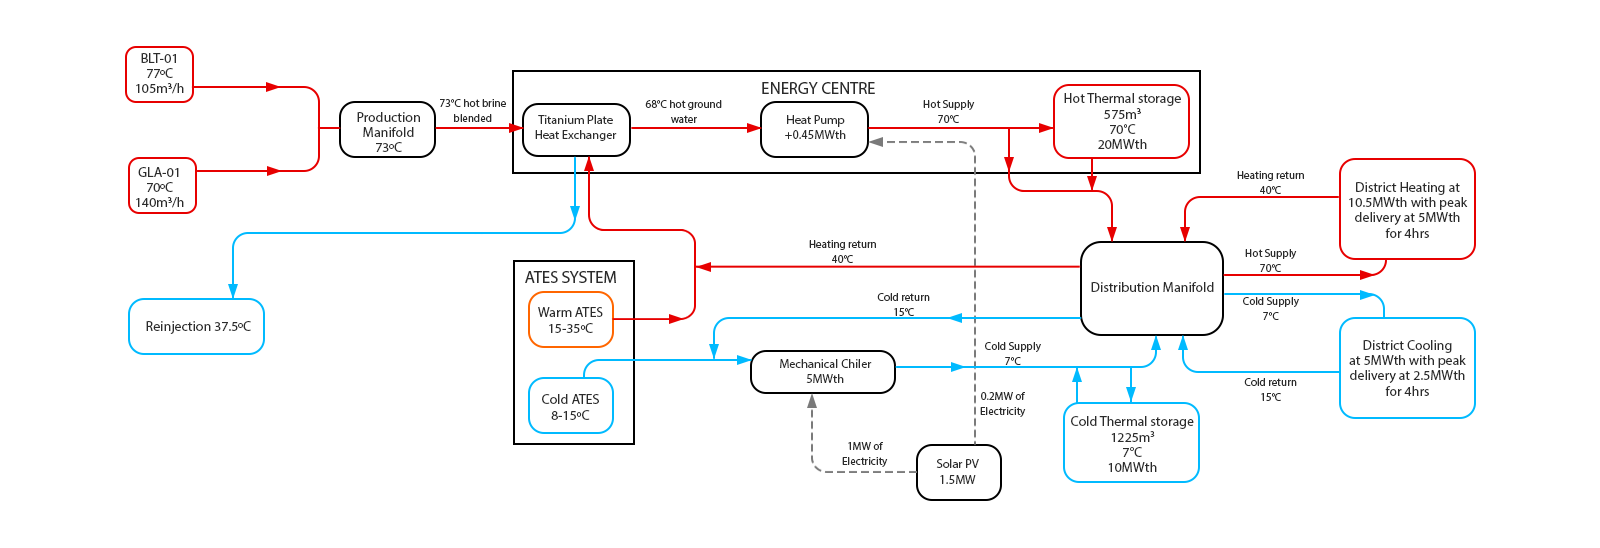 BLT-01
77ºC
105m³/h
GLA-01
70ºC
140m³/h
Production
Manifold
73ºC
73°C hot brine
blended
ENERGY CENTRE
Titanium Plate
Heat Exchanger
68°C hot ground
water
Heat Pump
+0.45MWth
Hot Supply
70℃
Hot Thermal storage
575m³
70°C
20MWth
Heating return
40℃
District Heating at
10.5MWth with peak
delivery at 5MWth
for 4hrs
Hot Supply
70℃
Distribution Manifold
Cold Supply
7℃
Heating return
40℃
Reinjection 37.5ºC
ATES SYSTEM
Warm ATES
15-35ºC
Cold ATES
8-15ºC
Cold return
15℃
Mechanical Chiler
5MWth
Cold Supply
7℃
District Cooling
at 5MWth with peak
delivery at 2.5MWth
for 4hrs
Cold return
15℃
Cold Thermal storage
1225m³
7℃
10MWth
0.2MW of
Electricity
1MW of
Electricity
Solar PV
1.5MW